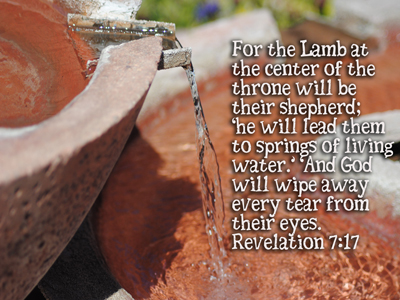 For the Lamb at
the center of the
throne will be
their shepherd;
‘he will lead them
to springs of living
water.’ ‘And God
will wipe away
every tear from
their eyes.
Revelation 7:17